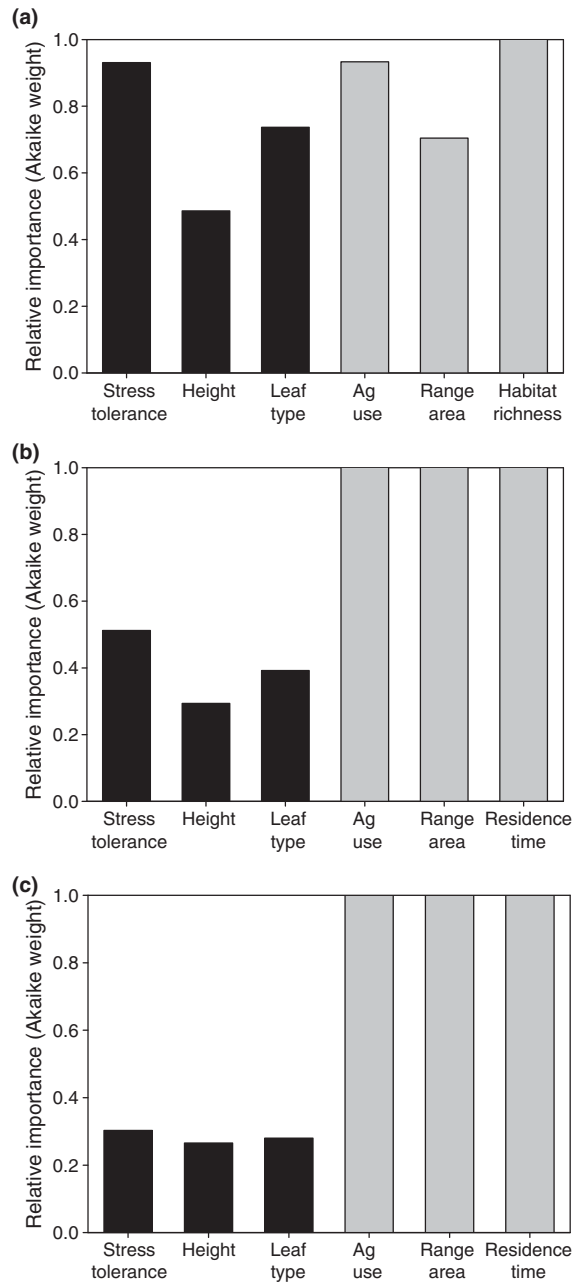 (a)
Relative importance (Akaike weight)
1.0
0.8
0.6
0.4
0.2
0.0
Stress
tolerance
Height
Leaf
type
Ag
use
Range
area
Habitat
richness
(b)
Relative importance (Akaike weight)
1.0
0.8
0.6
0.4
0.2
0.0
Stress
tolerance
Height
Leaf
type
Ag
use
Range
area
Residence
time
(c)
Relative importance (Akaike weight)
1.0
0.8
0.6
0.4
0.2
0.0
Stress
tolerance
Height
Leaf
type
Ag
use
Range
area
Residence
time